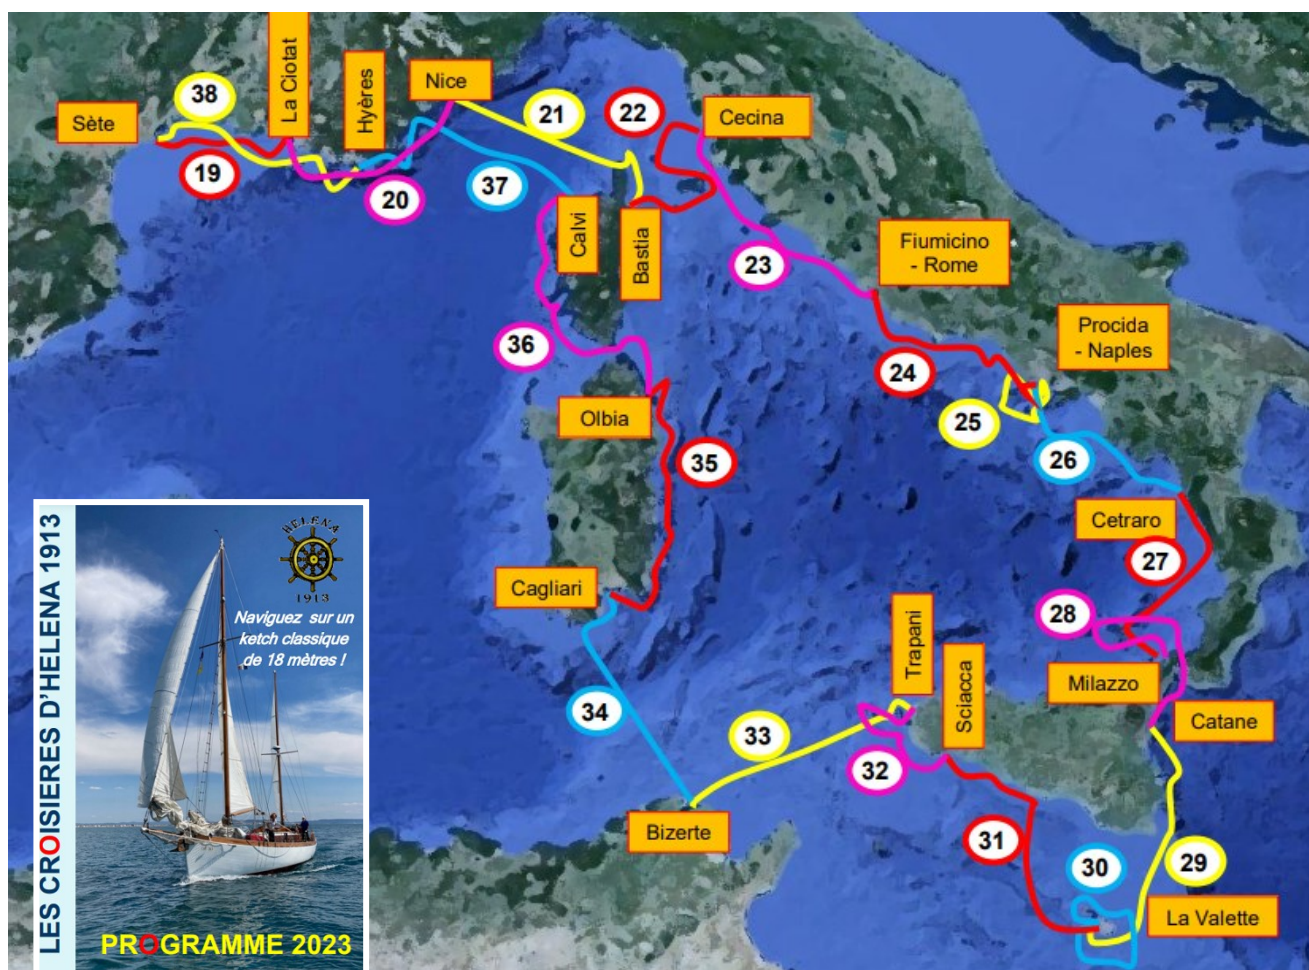 La Ciotat
38
Hyères
Nice
Sète
21
22
Cecina
19
20
37
Calvi
Bastia
23
Fiumicino
- Rome
36
24
Procida
- Naples
Olbia
25
35
26
Cetraro
27
Cagliari
28
Trapani
Sciacca
Milazzo
34
33
32
Catane
Bizerte
31
30
29
La Valette
LES CROISIERES D'HELENA 1913
HELENA
1913
Naviguez sur un
ketch classique
de 18 mètres !
PROGRAMME 2023